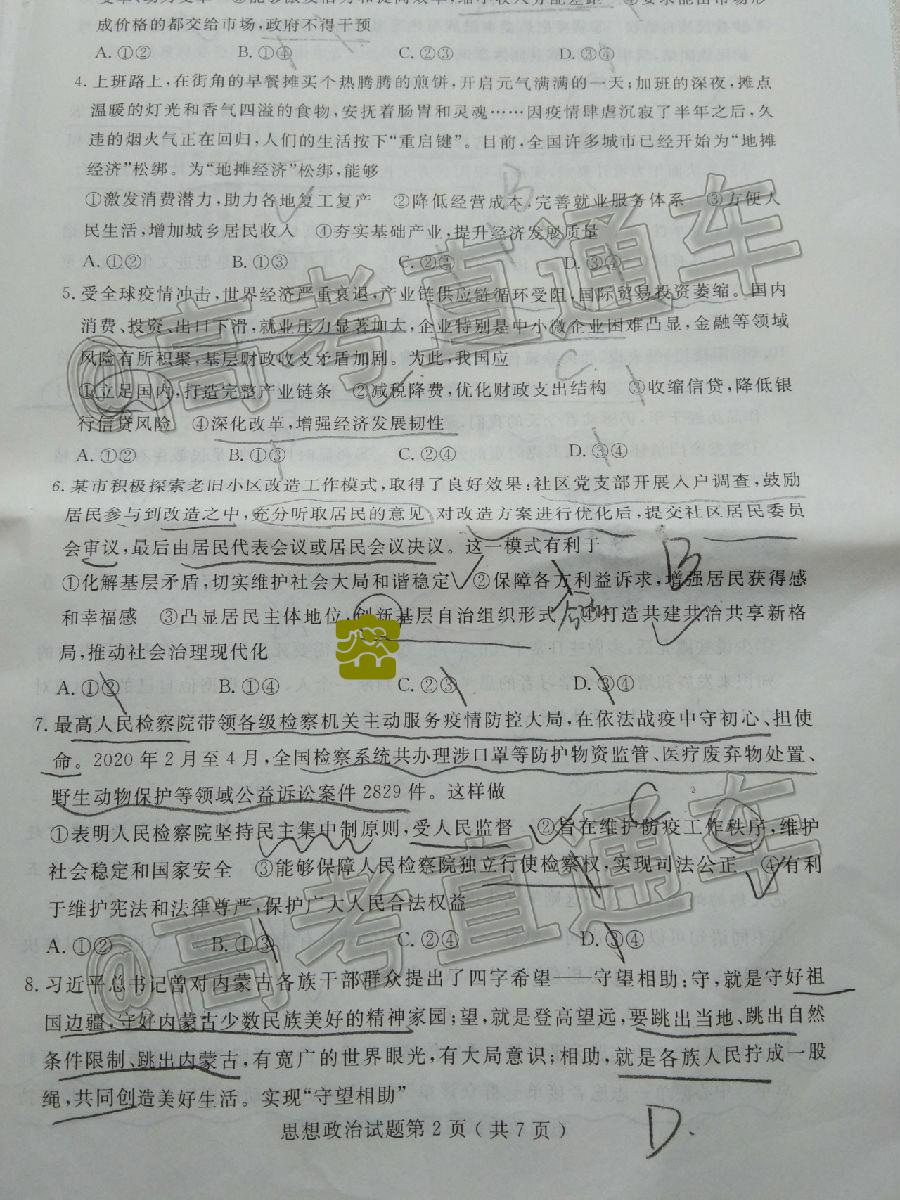 成价格的都交给市场,政府不得干预
A.①② B.①④ C.②③ D.③④
4.上班路上,在街角的早餐摊买个热腾腾的煎饼,开启元气满满的一天;加班的深夜,摊点
温暖的灯光和香气四溢的食物,安抚着肠胃和灵魂……因疫情肆虐沉寂了半年之后,久
违的烟火气正在回归,人们的生活按下“重启键”。目前,全国许多城市已经开始为“地摊
经济”松绑。为“地摊经济”松绑,能够
①激发消费潜力,助力各地复工复产 ②降低经营成本,完善就业服务体系 ③方便人
民生活,增加城乡居民收入 ④夯实基础产业,提升经济发展质量
A.①② B.①③ C.②④ D.③④
B
5.受全球疫情冲击,世界经济严重衰退,产业链供应链循环受阻,国际贸易投资萎缩。国内
消费、投资、出口下滑,就业压力显著加大,企业特别是中小微企业困难凸显,金融等领域
风险有所积聚,基层财政收支矛盾加剧。为此,我国应
①立足国内,打造完整产业链条 ②减税降费,优化财政支出结构 ③收缩信贷,降低银
行信贷风险 ④深化改革,增强经济发展韧性
A.①② B.①③ C.②④ D.③④
C
6.某市积极探索老旧小区改造工作模式,取得了良好效果:社区党支部开展入户调查,鼓励
居民参与到改造之中,充分听取居民的意见,对改造方案进行优化后,提交社区居民委员
会审议,最后由居民代表会议或居民会议决议。这一模式有利于
①化解基层矛盾,切实维护社会大局和谐稳定 ②保障各方利益诉求,增强居民获得感
和幸福感 ③凸显居民主体地位,创新基层自治组织形式 ④打造共建共治共享新格
局,推动社会治理现代化
A.①② B.①④ C.②③ D.③④
B
7.最高人民检察院带领各级检察机关主动服务疫情防控大局,在依法战疫中守初心、担使
命。2020年2月至4月,全国检察系统共办理涉口罩等防护物资监管、医疗废弃物处置、
野生动物保护等领域公益诉讼案件2829件。这样做
①表明人民检察院坚持民主集中制原则,受人民监督 ②旨在维护防疫工作秩序,维护
社会稳定和国家安全 ③能够保障人民检察院独立行使检察权,实现司法公正 ④有利
于维护宪法和法律尊严,保护广大人民合法权益
A.①② B.①③ C.②④ D.③④
C
8.习近平总书记曾对内蒙古各族干部群众提出了四字希望——守望相助:守,就是守好祖
国边疆,守好内蒙古少数民族美好的精神家园;望,就是登高望远,要跳出当地、跳出自然
条件限制、跳出内蒙古,有宽广的世界眼光,有大局意识;相助,就是各族人民拧成一股
绳,共同创造美好生活。实现“守望相助”
D.
思想政治试题第2页(共7页)
@高考直通车
@高考直通车